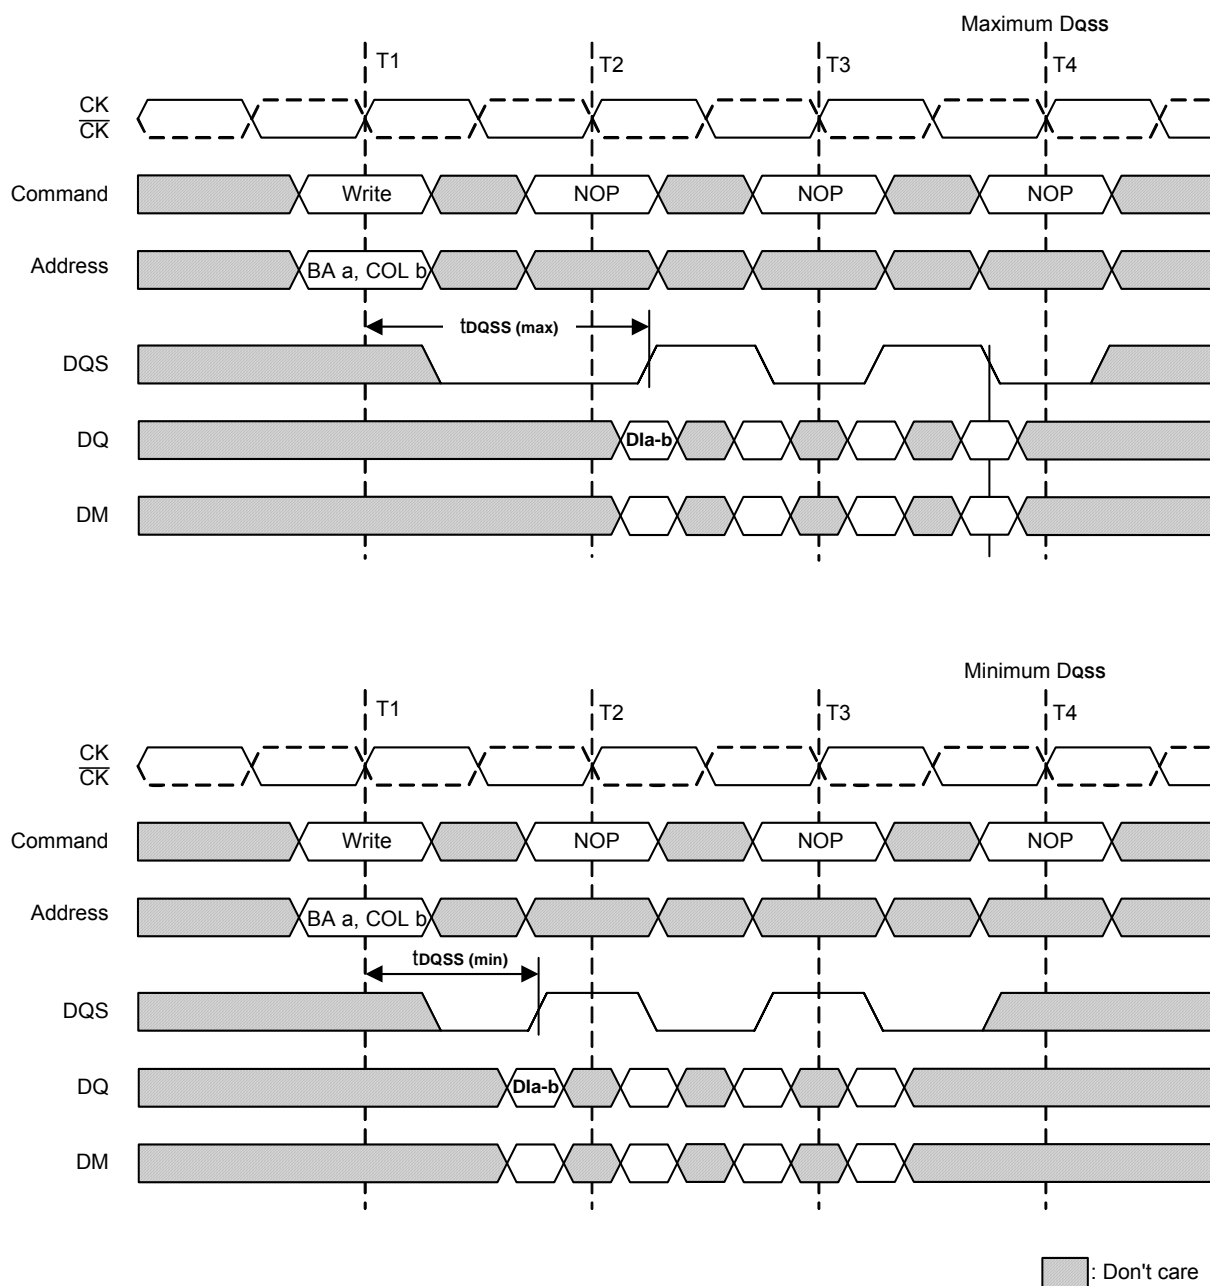 Maximum DQSS
T1 T2 T3 T4
CK
CK
Command Write NOP NOP NOP
Address BA a, COL b
tDQSS (max)
DQS
DQ DIa-b
DM
Minimum DQSS
T1 T2 T3 T4
CK
CK
Command Write NOP NOP NOP
Address BA a, COL b
tDQSS (min)
DQS
DQ DIa-b
DM
: Don't care